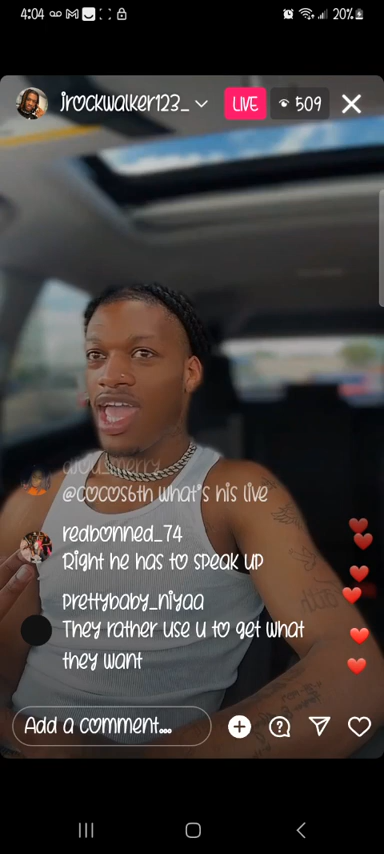 4:04
20%
jrockwalker123_
LIVE
509
@cocos6th what's his live
redbonned_74
Right he has to speak up
prettybaby_niyaa
They rather use u to get what
they want
Add a comment...